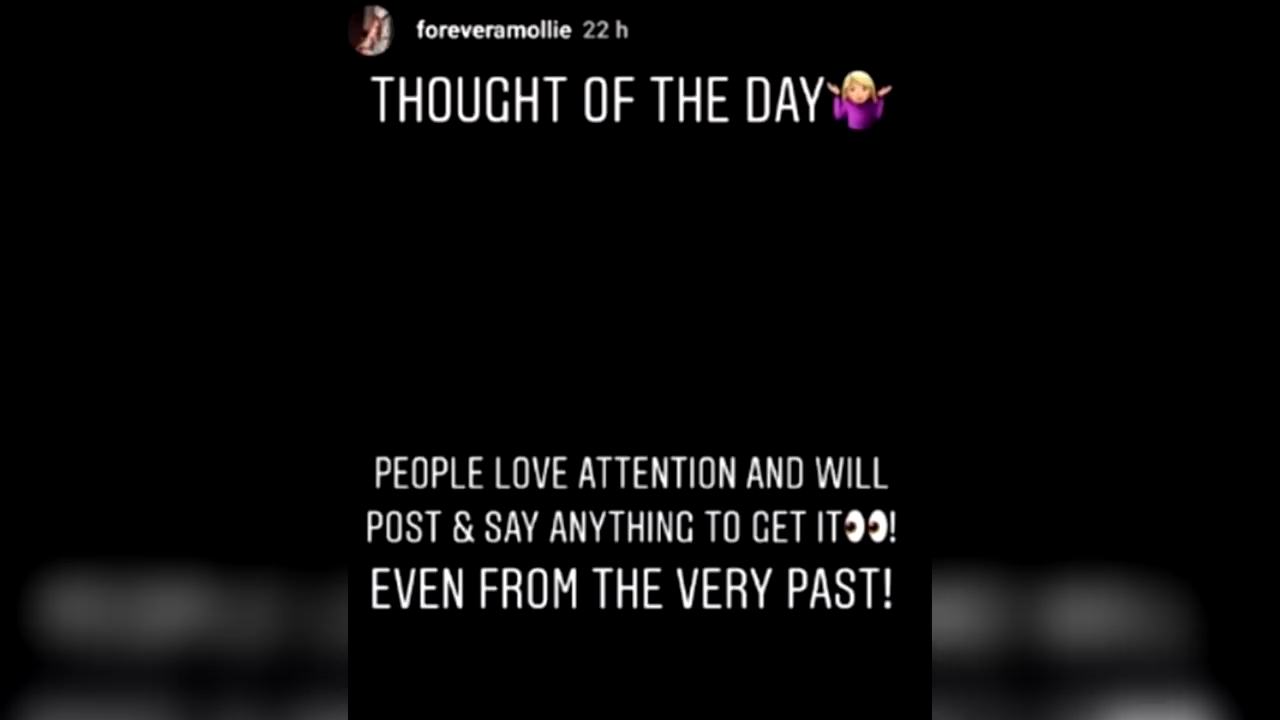 foreveramollie 22 h
THOUGHT OF THE DAY🤷🏼‍♀️
PEOPLE LOVE ATTENTION AND WILL
POST & SAY ANYTHING TO GET IT👀!
EVEN FROM THE VERY PAST!